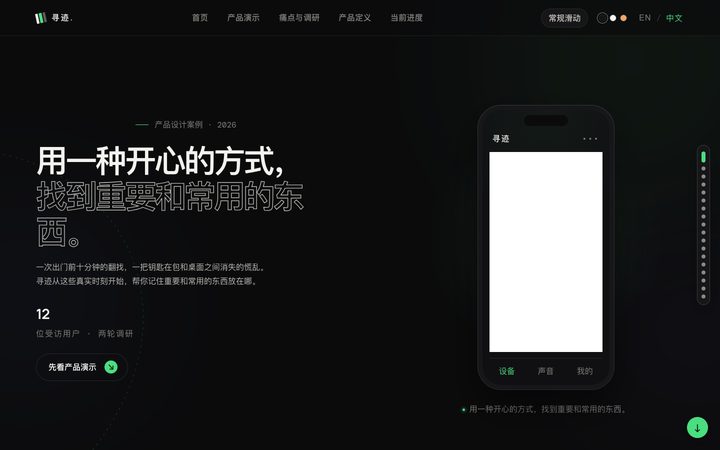 寻迹.
首页 产品演示 痛点与调研 产品定义 当前进度
常规滑动
EN / 中文
产品设计案例 · 2026
用一种开心的方式，
找到重要和常用的东
西。
一次出门前十分钟的翻找，一把钥匙在包和桌面之间消失的慌乱。
寻迹从这些真实时刻开始，帮你记住重要和常用的东西放在哪。
12
位受访用户 · 两轮调研
先看产品演示
寻迹
设备 声音 我的
用一种开心的方式，找到重要和常用的东西。